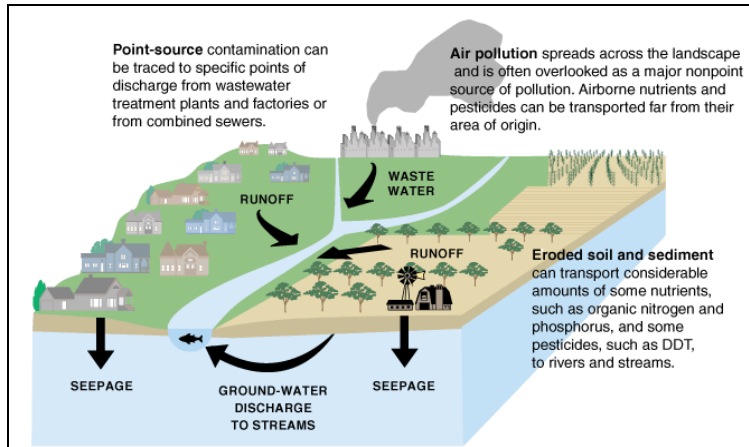 Point-source contamination can
be traced to specific points of
discharge from wastewater
treatment plants and factories or
from combined sewers.
Air pollution spreads across the landscape
and is often overlooked as a major nonpoint
source of pollution. Airborne nutrients and
pesticides can be transported far from their
area of origin.
WASTE
WATER
RUNOFF
RUNOFF
Eroded soil and sediment
can transport considerable
amounts of some nutrients,
such as organic nitrogen and
phosphorus, and some
pesticides, such as DDT,
to rivers and streams.
SEEPAGE
GROUND-WATER
DISCHARGE
TO STREAMS
SEEPAGE